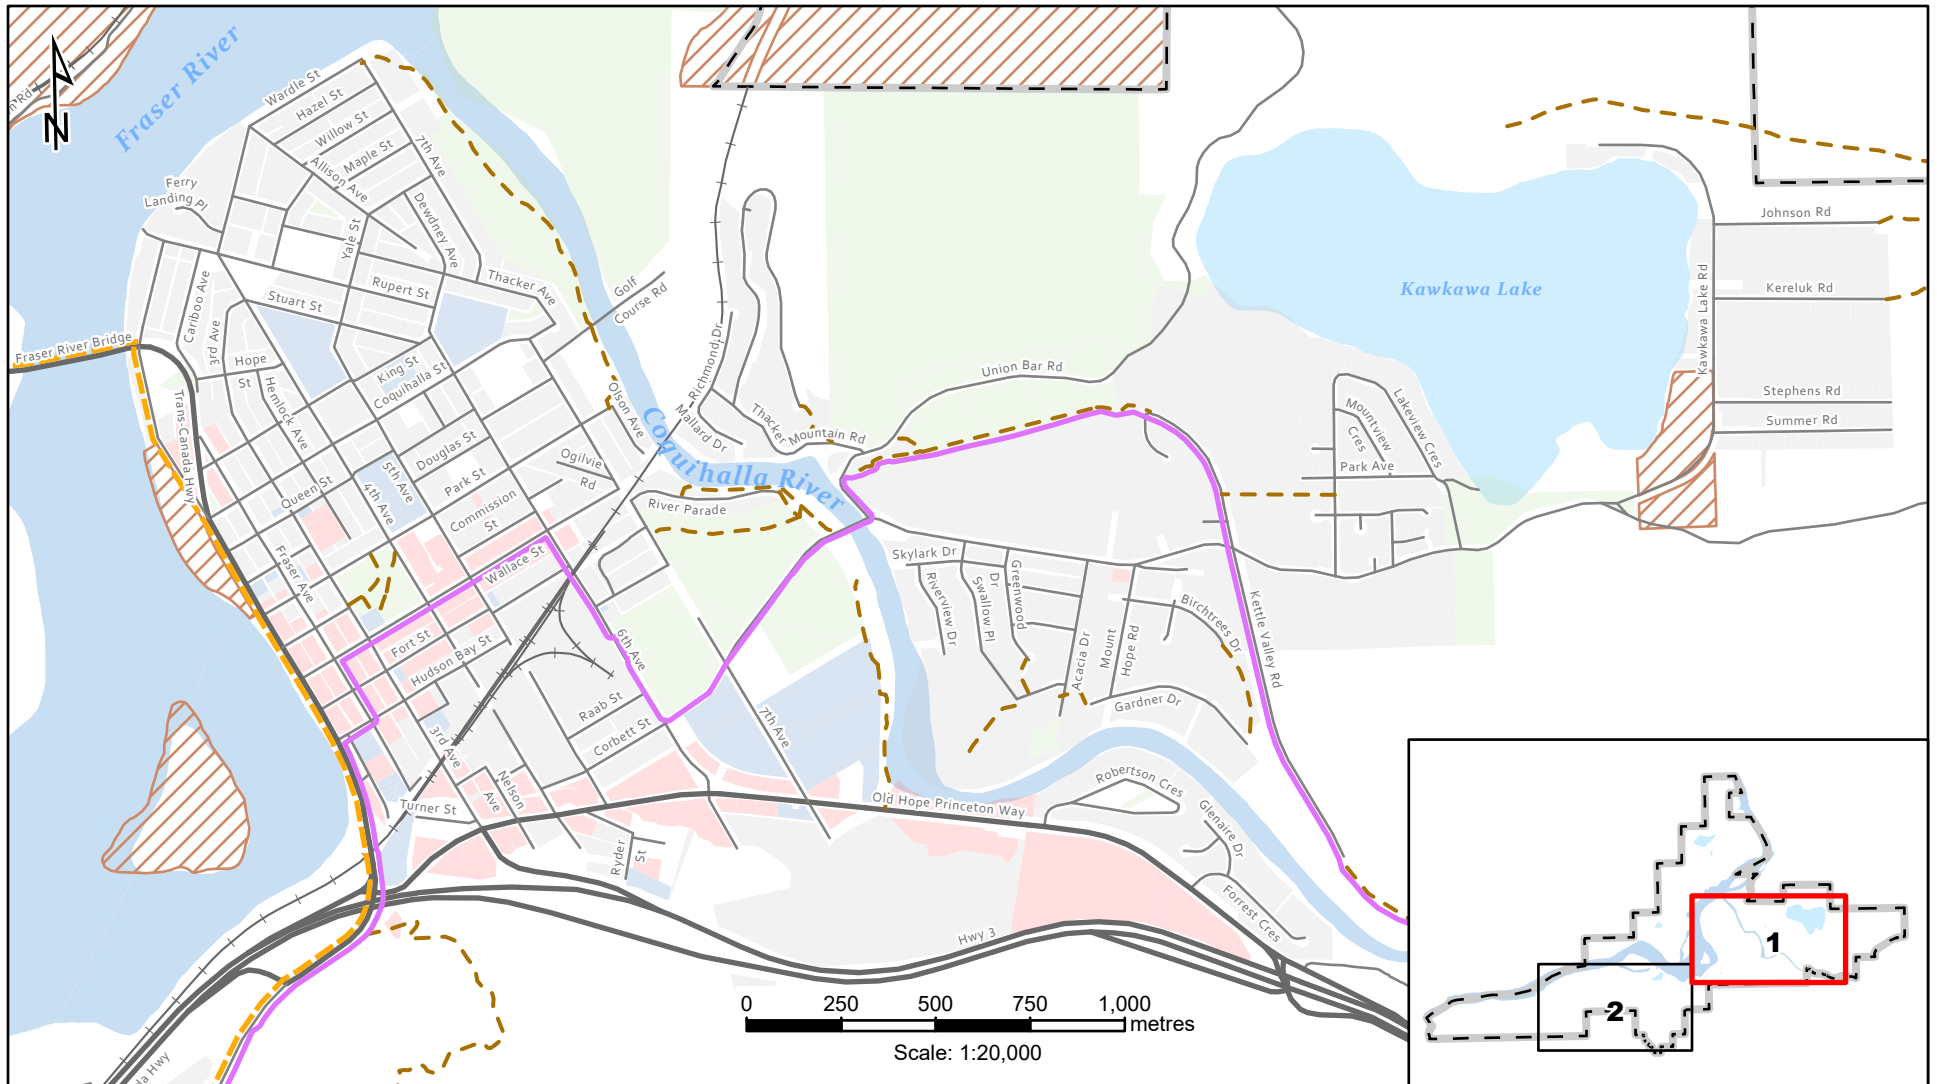 Fraser River
N
Wardle St
Hazel St
Willow St
Maple St
Allison Ave
7th Ave
Ferry
Landing Pl
Yale St
Dewdney Ave
Thacker Ave
Golf
Course Rd
Cariboo Ave
Stuart St
Rupert St
3rd Ave
Fraser River Bridge
Hope
St
King St
Coquihalla St
Hemlock Ave
Trans-Canada Hwy
Olson Ave
Richmond Dr
Mallard Dr
Thacker
Mountain Rd
Union Bar Rd
Coquihalla River
Kawkawa Lake
Kawkawa Lake Rd
Johnson Rd
Kereluk Rd
Stephens Rd
Summer Rd
Lakeview Cres
Mountview
Cres
Park Ave
Douglas St
5th Ave
Park St
Ogilvie
Rd
Queen St
4th Ave
Commission
St
River Parade
Fraser Ave
Wallace St
Skylark Dr
Riverview Dr
Swallow Pl
Dr
Greenwood
Birchtrees Dr
Kettle Valley Rd
Acacia Dr
Mount
Hope Rd
Gardner Dr
6th Ave
Fort St
Hudson Bay St
Raab St
Corbett St
7th Ave
3rd Ave
Nelson
Ave
Turner St
Old Hope Princeton Way
Robertson Cres
Glenaire Dr
Forrest Cres
Ryder
St
Hwy 3
0 250 500 750 1,000
metres
Scale: 1:20,000
1
2